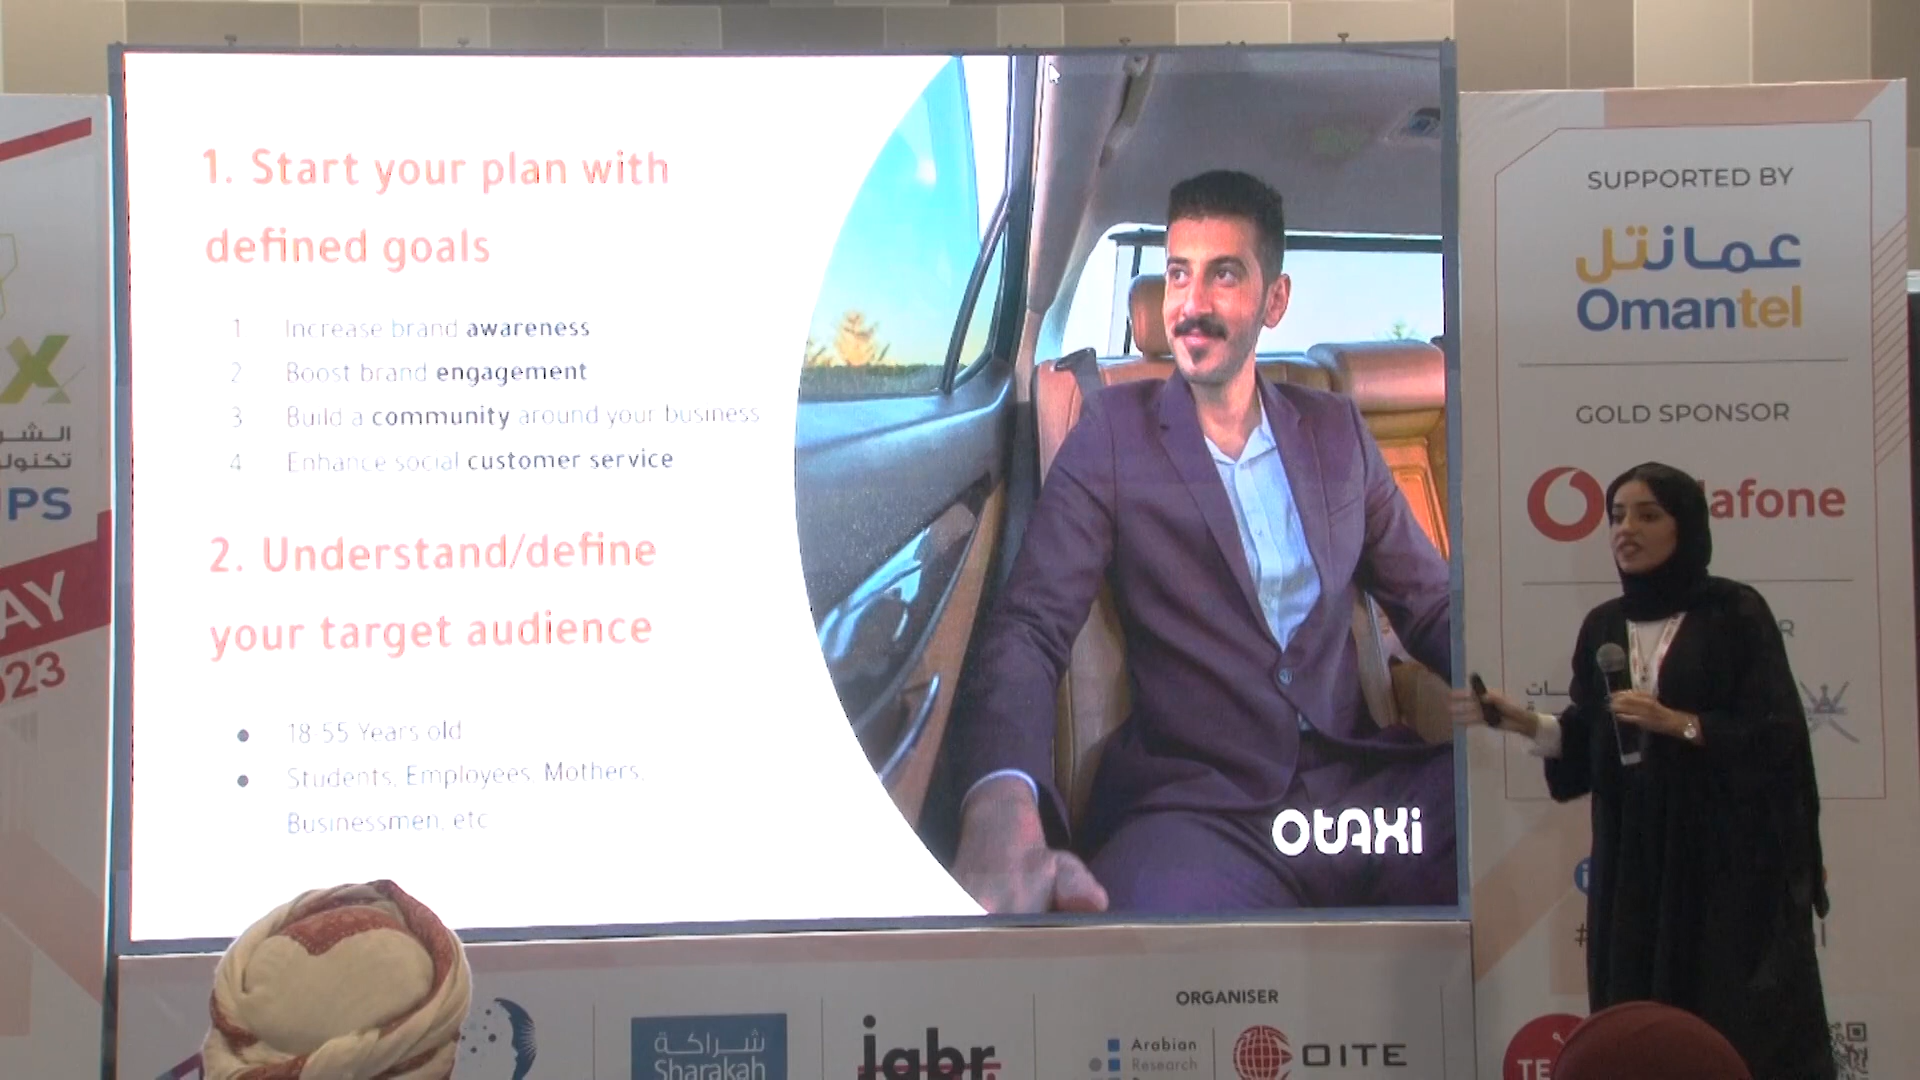 1. Start your plan with
defined goals
1 Increase brand awareness
2 Boost brand engagement
3 Build a community around your business
4 Enhance social customer service
2. Understand/define
your target audience
18-55 Years old
Students, Employees, Mothers,
Businessmen, etc
otaxi
SUPPORTED BY
عمانتل
Omantel
GOLD SPONSOR
afone
X
UPS
AY
023
ORGANISER
شراكة
Sharakah
jabr
Arabian
Research
OITE
TE